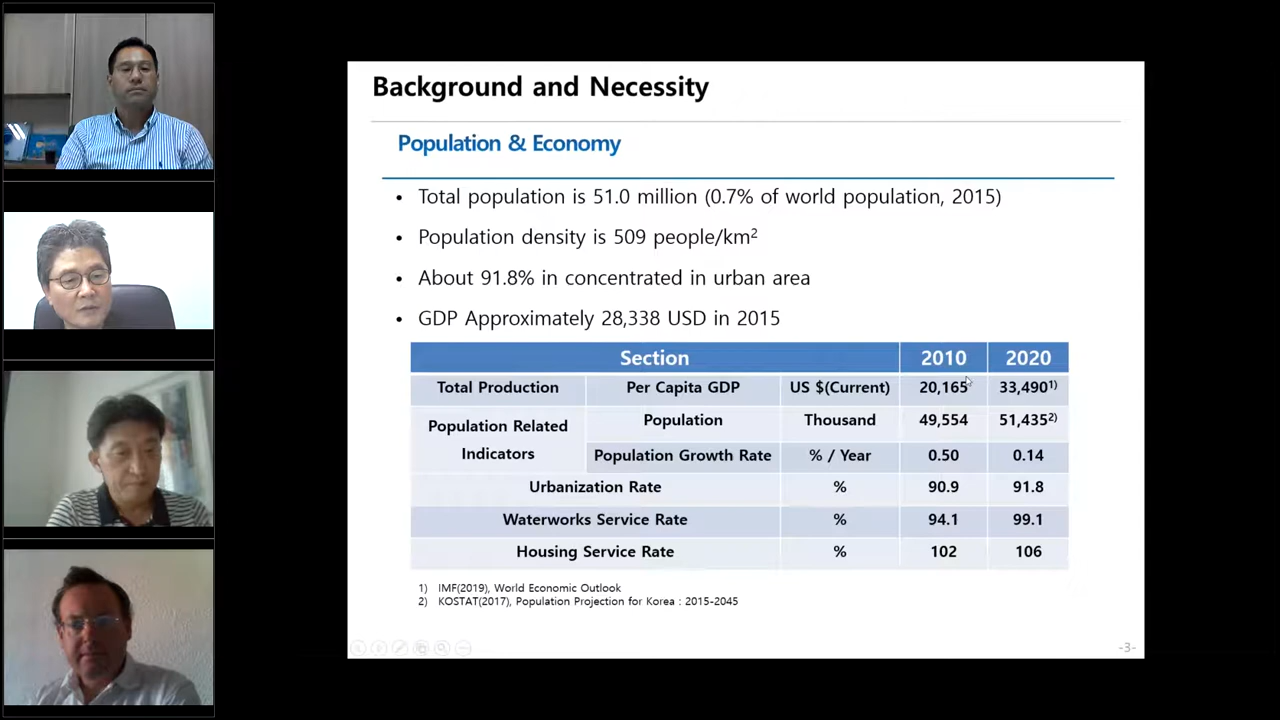 Background and Necessity
Population & Economy
• Total population is 51.0 million (0.7% of world population, 2015)
• Population density is 509 people/km²
• About 91.8% in concentrated in urban area
• GDP Approximately 28,338 USD in 2015
Section 2010 2020
Total Production Per Capita GDP US $(Current) 20,165 33,490¹⁾
Population Related Indicators Population Thousand 49,554 51,435²⁾
Population Growth Rate % / Year 0.50 0.14
Urbanization Rate % 90.9 91.8
Waterworks Service Rate % 94.1 99.1
Housing Service Rate % 102 106
1) IMF(2019), World Economic Outlook
2) KOSTAT(2017), Population Projection for Korea : 2015-2045
-3-